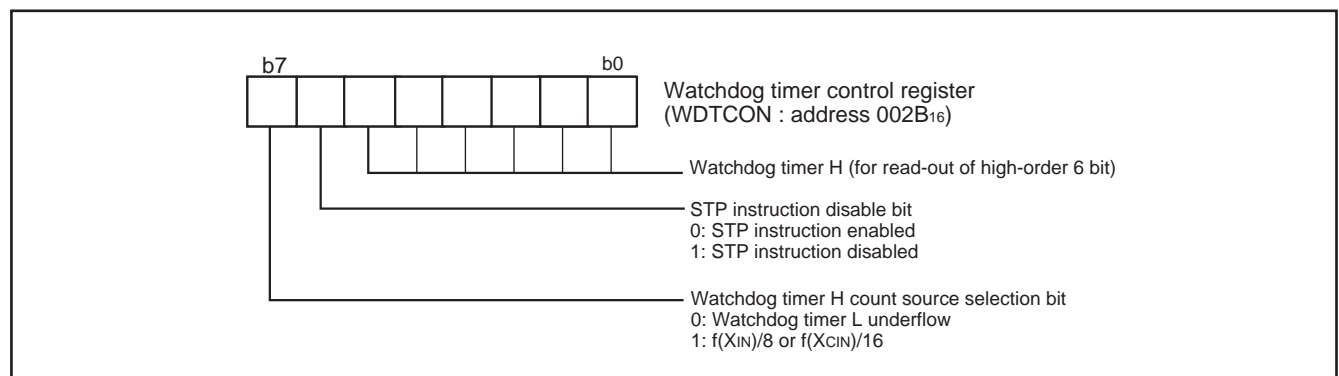 b7
b0
Watchdog timer control register
(WDTCON : address 002B16)
Watchdog timer H (for read-out of high-order 6 bit)
STP instruction disable bit
0: STP instruction enabled
1: STP instruction disabled
Watchdog timer H count source selection bit
0: Watchdog timer L underflow
1: f(XIN)/8 or f(XCIN)/16